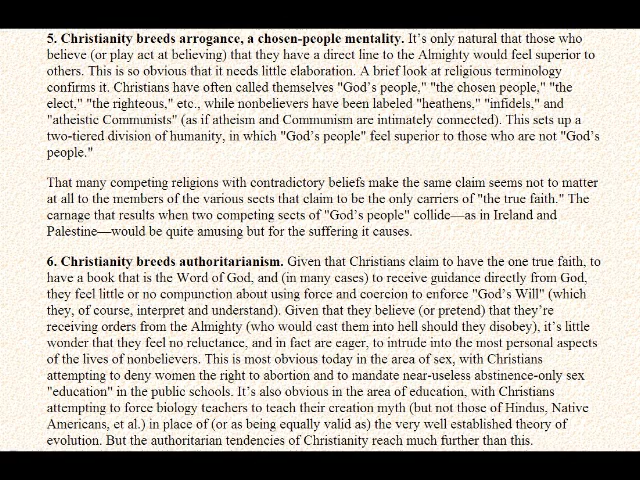 5. Christianity breeds arrogance, a chosen-people mentality. It's only natural that those who
believe (or play act at believing) that they have a direct line to the Almighty would feel superior to
others. This is so obvious that it needs little elaboration. A brief look at religious terminology
confirms it. Christians have often called themselves "God's people," "the chosen people," "the
elect," "the righteous," etc., while nonbelievers have been labeled "heathens," "infidels," and
"atheistic Communists" (as if atheism and Communism are intimately connected). This sets up a
two-tiered division of humanity, in which "God's people" feel superior to those who are not "God's
people."
That many competing religions with contradictory beliefs make the same claim seems not to matter
at all to the members of the various sects that claim to be the only carriers of "the true faith." The
carnage that results when two competing sects of "God's people" collide—as in Ireland and
Palestine—would be quite amusing but for the suffering it causes.
6. Christianity breeds authoritarianism. Given that Christians claim to have the one true faith, to
have a book that is the Word of God, and (in many cases) to receive guidance directly from God,
they feel little or no compunction about using force and coercion to enforce "God's Will" (which
they, of course, interpret and understand). Given that they believe (or pretend) that they're
receiving orders from the Almighty (who would cast them into hell should they disobey), it's little
wonder that they feel no reluctance, and in fact are eager, to intrude into the most personal aspects
of the lives of nonbelievers. This is most obvious today in the area of sex, with Christians
attempting to deny women the right to abortion and to mandate near-useless abstinence-only sex
"education" in the public schools. It's also obvious in the area of education, with Christians
attempting to force biology teachers to teach their creation myth (but not those of Hindus, Native
Americans, et al.) in place of (or as being equally valid as) the very well established theory of
evolution. But the authoritarian tendencies of Christianity reach much further than this.